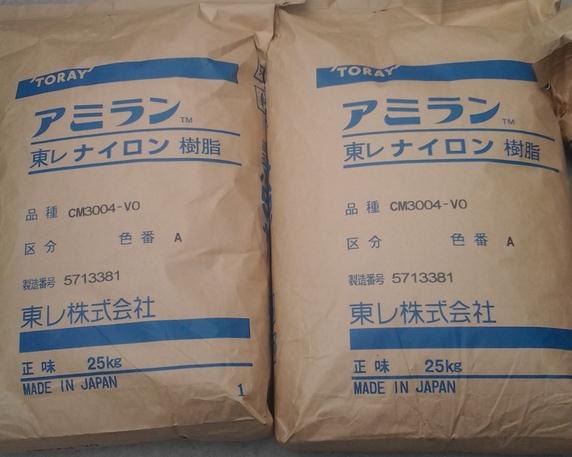 TORAY
アミラン™
東レ ナイロン 樹脂
品種 CM3004-VO
区分 色番 A
製造番号 5713381
東レ株式会社
正味 25kg
MADE IN JAPAN 1
TORAY
アミラン™
東レ ナイロン 樹脂
品種 CM3004-VO
区分 色番 A
製造番号 5713381
東レ株式会社
正味 25kg
MADE IN JAPAN